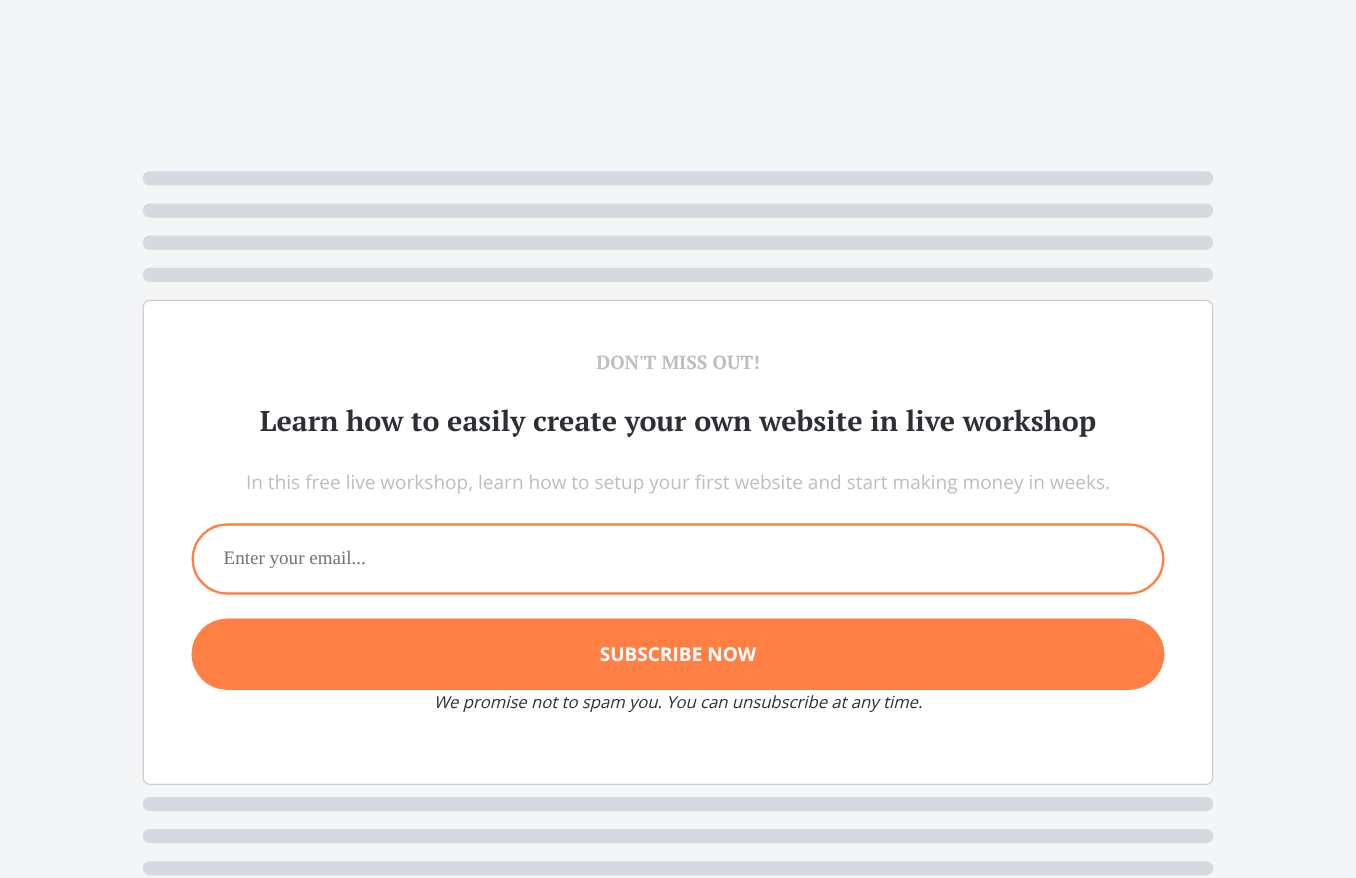 DON'T MISS OUT!
Learn how to easily create your own website in live workshop
In this free live workshop, learn how to setup your first website and start making money in weeks.
Enter your email...
SUBSCRIBE NOW
We promise not to spam you. You can unsubscribe at any time.